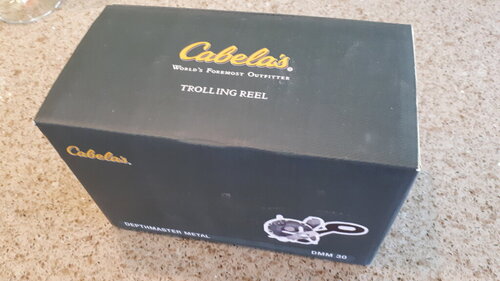 Cabela's®
WORLD'S FOREMOST OUTFITTER
TROLLING REEL
Cabela's®
DEPTHMASTER METAL
DMM 30